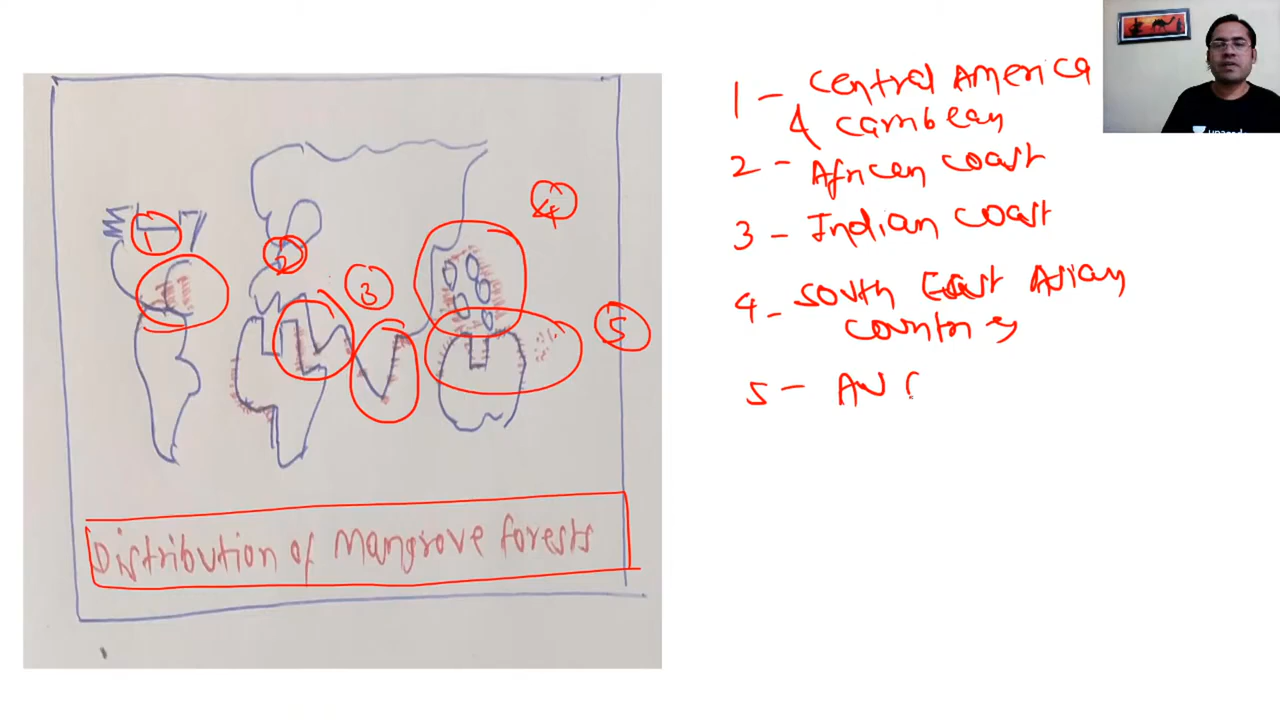 1
2
3
4
5
Distribution of Mangrove forests
1 - Central America
& Carribean
2 - African coast
3 - Indian coast
4 - South East Asian
countries
5 -